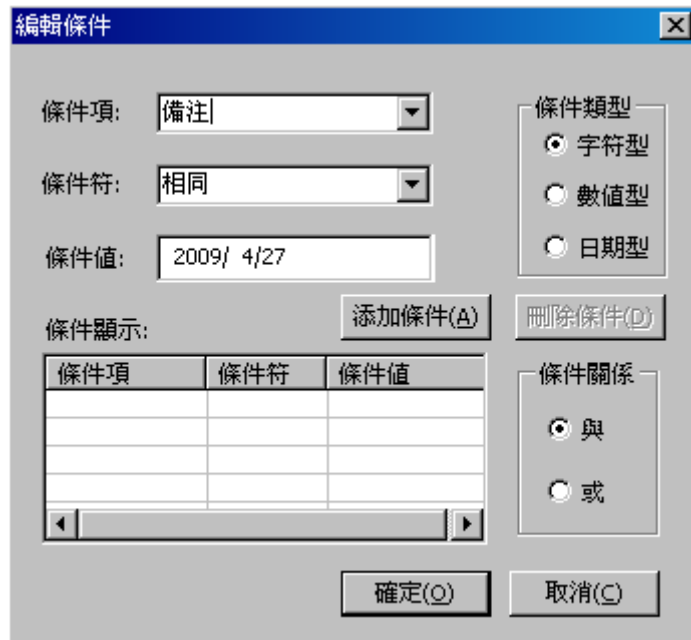 編輯條件
條件項: 備注
條件類型
字符型
條件符: 相同
數值型
條件值: 2009/ 4/27
日期型
條件顯示: 添加條件(A) 刪除條件(D)
條件項 條件符 條件值
條件關係
與
或
確定(O) 取消(C)